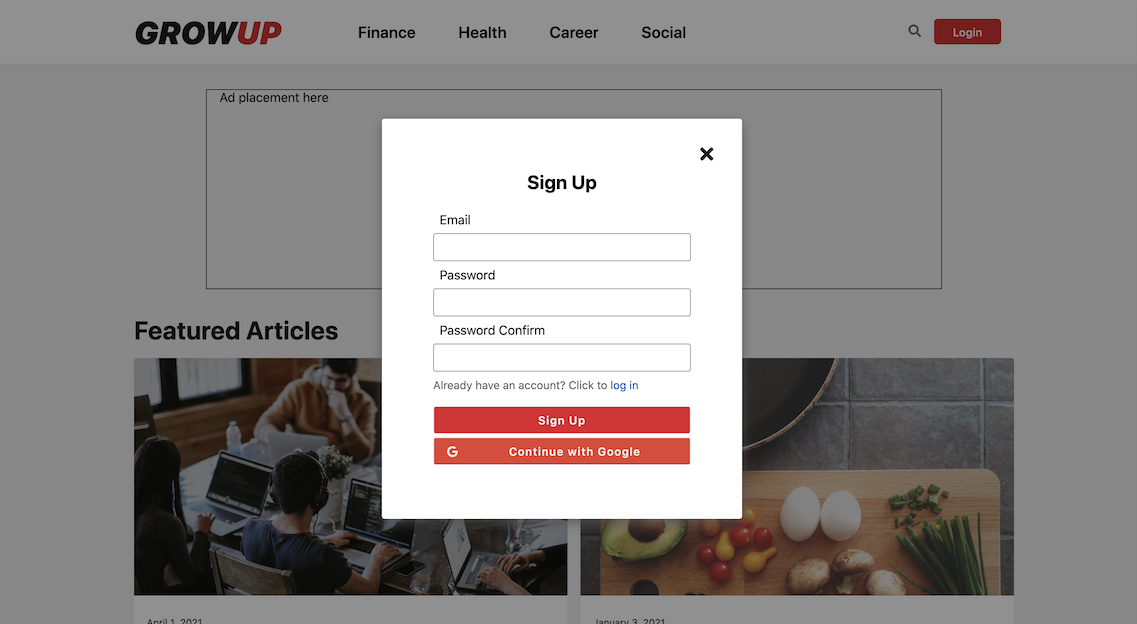 GROWUP
Finance
Health
Career
Social
Login
Ad placement here
Sign Up
Email
Password
Password Confirm
Already have an account? Click to log in
Sign Up
G Continue with Google
Featured Articles
April 1, 2021
January 3, 2021